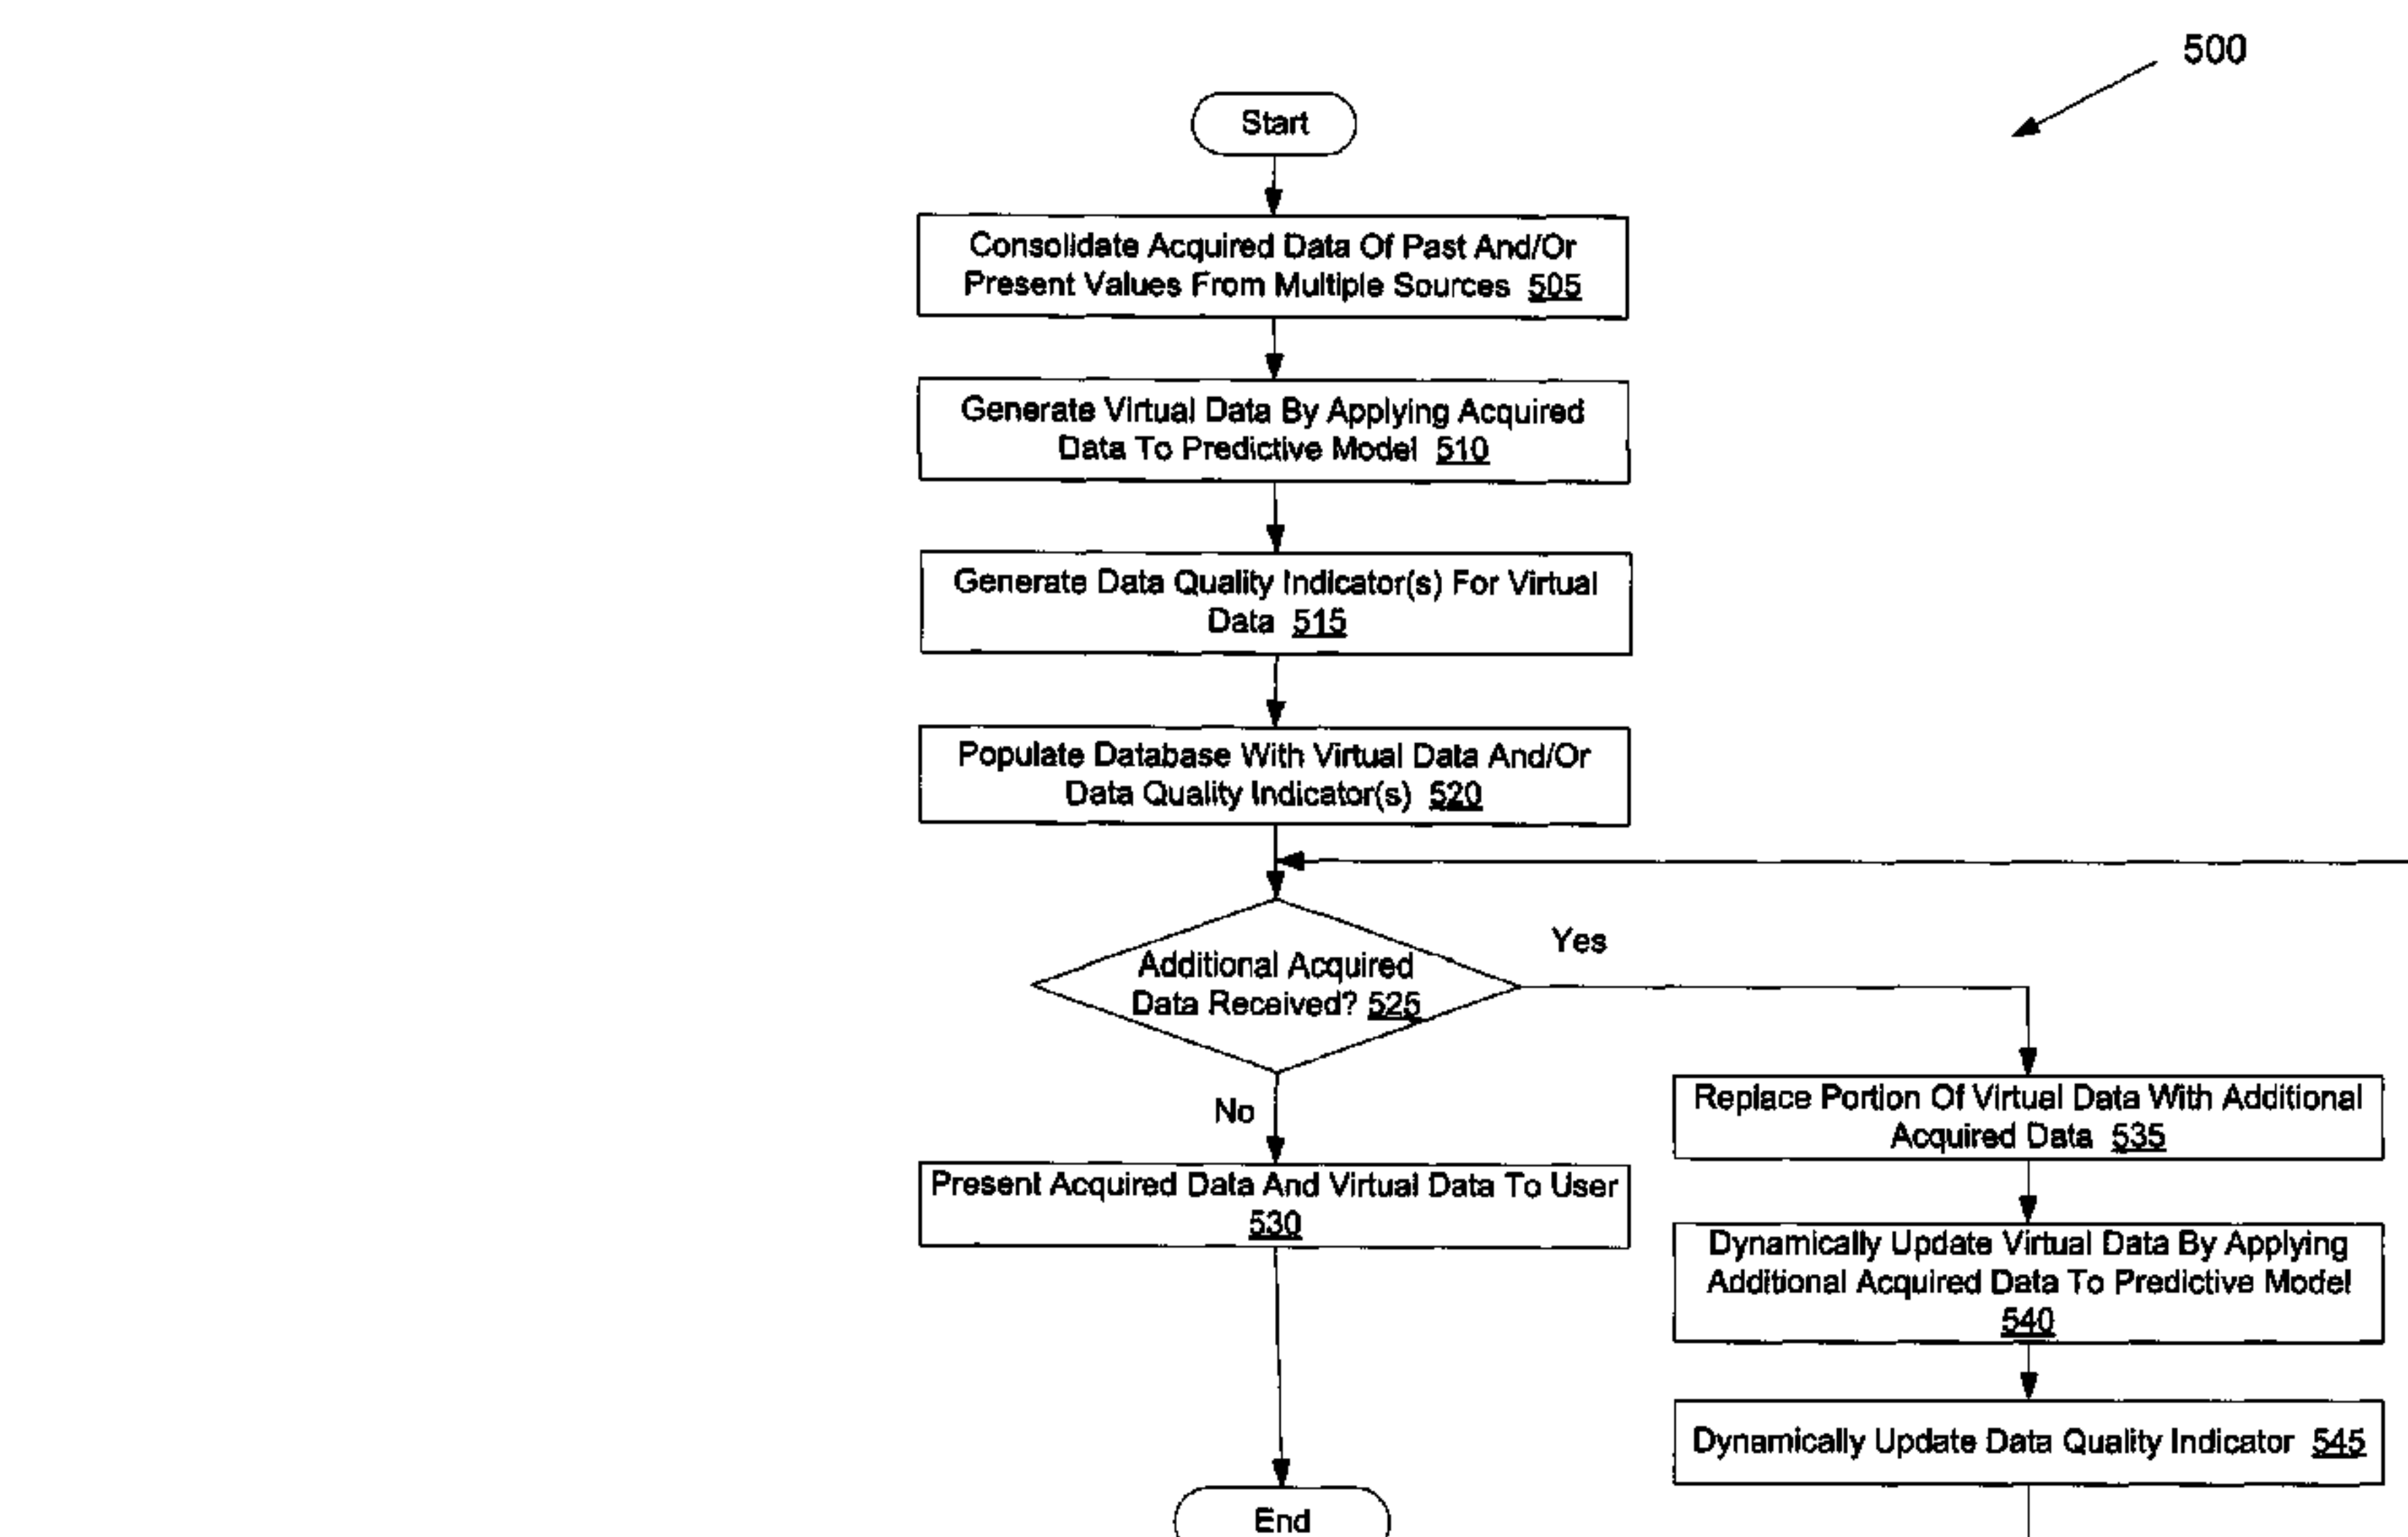 500
Start
Consolidate Acquired Data Of Past And/Or
Present Values From Multiple Sources 505
Generate Virtual Data By Applying Acquired
Data To Predictive Model 510
Generate Data Quality Indicator(s) For Virtual
Data 515
Populate Database With Virtual Data And/Or
Data Quality Indicator(s) 520
Additional Acquired
Data Received? 525
Yes
No
Present Acquired Data And Virtual Data To User
530
Replace Portion Of Virtual Data With Additional
Acquired Data 535
Dynamically Update Virtual Data By Applying
Additional Acquired Data To Predictive Model
540
Dynamically Update Data Quality Indicator 545
End